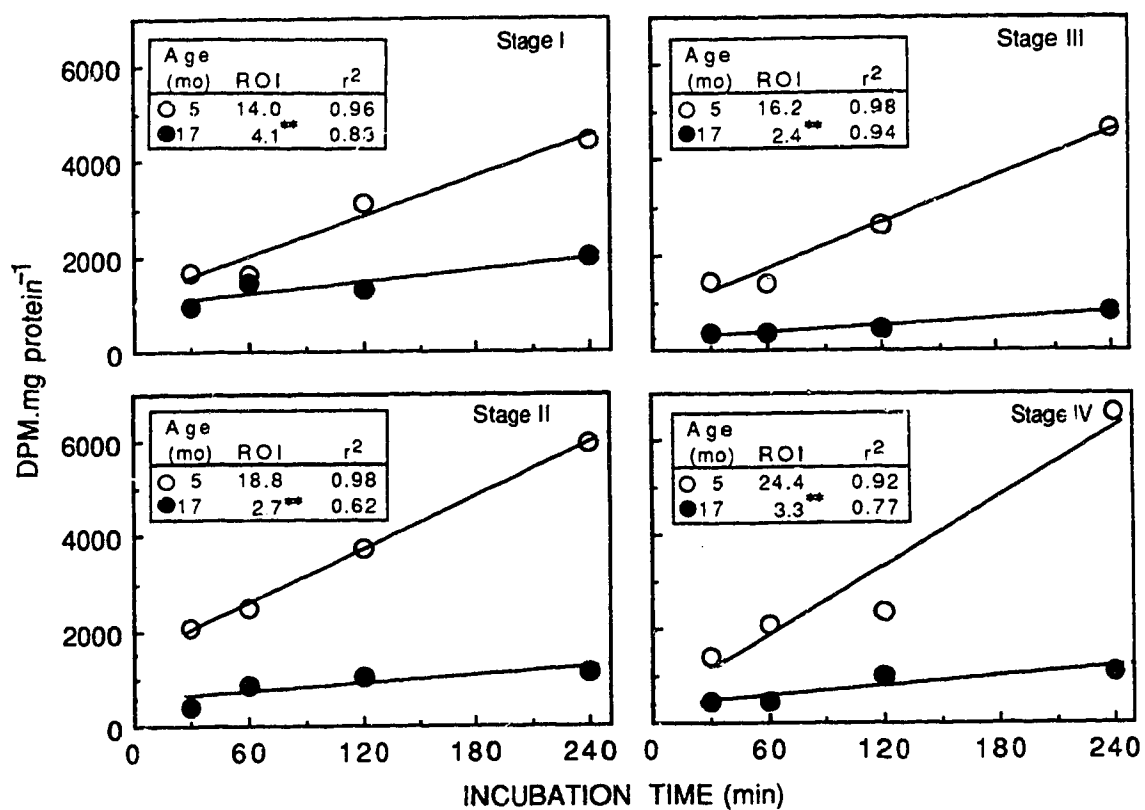 Stage I
Age
(mo) ROI r²
○ 5 14.0 0.96
●17 4.1** 0.83
6000
4000
2000
0
Stage III
Age
(mo) ROI r²
○ 5 16.2 0.98
●17 2.4** 0.94
Stage II
Age
(mo) ROI r²
○ 5 18.8 0.98
●17 2.7** 0.62
6000
4000
2000
0
0 60 120 180 240
Stage IV
Age
(mo) ROI r²
○ 5 24.4 0.92
●17 3.3** 0.77
0 60 120 180 240
DPM.mg protein⁻¹
INCUBATION TIME (min)